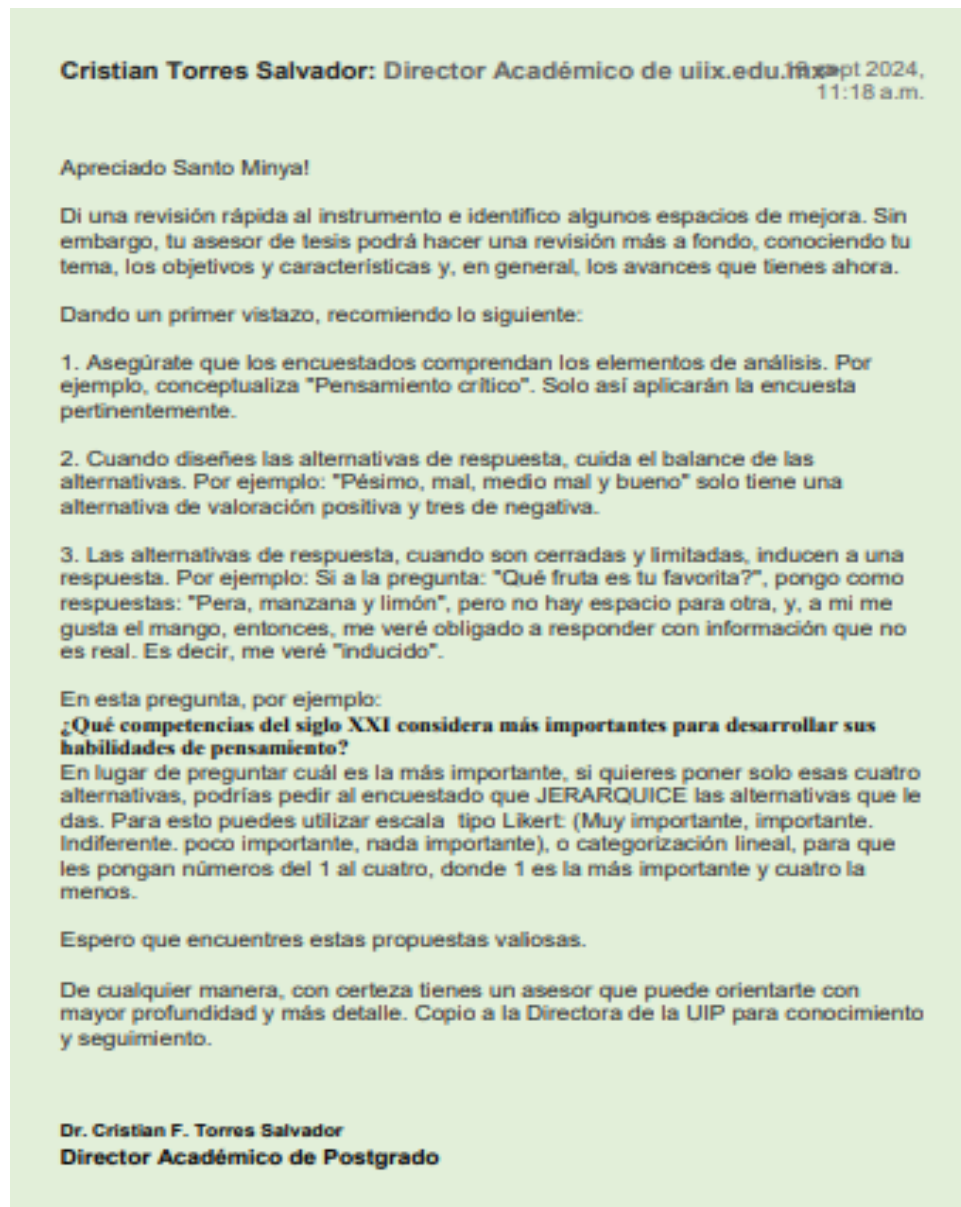 Cristian Torres Salvador: Director Académico de uiix.edu.mx> sept 2024,
11:18 a.m.
Apreciado Santo Minya!
Di una revisión rápida al instrumento e identifico algunos espacios de mejora. Sin
embargo, tu asesor de tesis podrá hacer una revisión más a fondo, conociendo tu
tema, los objetivos y características y, en general, los avances que tienes ahora.
Dando un primer vistazo, recomiendo lo siguiente:
1. Asegúrate que los encuestados comprendan los elementos de análisis. Por
ejemplo, conceptualiza "Pensamiento crítico". Solo así aplicarán la encuesta
pertinentemente.
2. Cuando diseñes las alternativas de respuesta, cuida el balance de las
alternativas. Por ejemplo: "Pésimo, mal, medio mal y bueno" solo tiene una
alternativa de valoración positiva y tres de negativa.
3. Las alternativas de respuesta, cuando son cerradas y limitadas, inducen a una
respuesta. Por ejemplo: Si a la pregunta: "Qué fruta es tu favorita?", pongo como
respuestas: "Pera, manzana y limón", pero no hay espacio para otra, y, a mi me
gusta el mango, entonces, me veré obligado a responder con información que no
es real. Es decir, me veré "inducido".
En esta pregunta, por ejemplo:
¿Qué competencias del siglo XXI considera más importantes para desarrollar sus
habilidades de pensamiento?
En lugar de preguntar cuál es la más importante, si quieres poner solo esas cuatro
alternativas, podrías pedir al encuestado que JERARQUICE las alternativas que le
das. Para esto puedes utilizar escala tipo Likert: (Muy importante, importante.
Indiferente. poco importante, nada importante), o categorización lineal, para que
les pongan números del 1 al cuatro, donde 1 es la más importante y cuatro la
menos.
Espero que encuentres estas propuestas valiosas.
De cualquier manera, con certeza tienes un asesor que puede orientarte con
mayor profundidad y más detalle. Copio a la Directora de la UIP para conocimiento
y seguimiento.
Dr. Cristian F. Torres Salvador
Director Académico de Postgrado